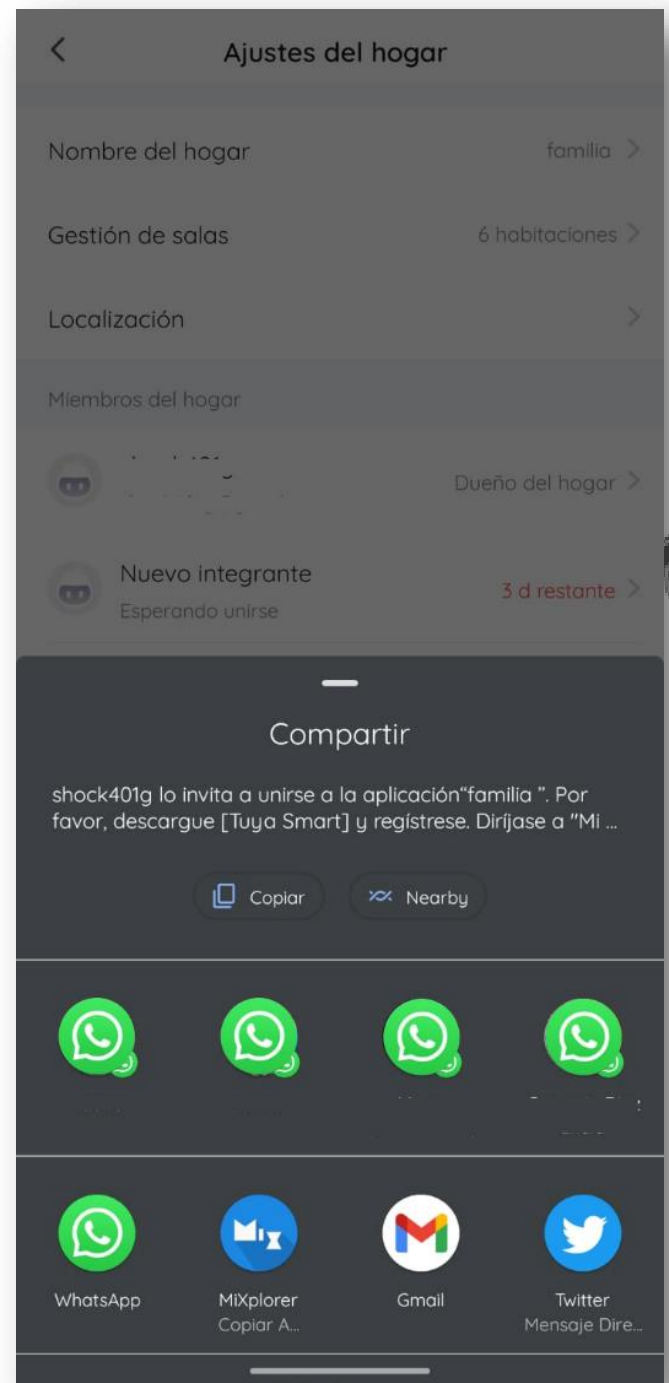 Ajustes del hogar
Nombre del hogar familia
Gestión de salas 6 habitaciones
Localización
Miembros del hogar
Dueño del hogar
Nuevo integrante
3 d restante
Esperando unirse
Compartir
shock401g lo invita a unirse a la aplicación“familia ”. Por
favor, descargue [Tuya Smart] y regístrese. Diríjase a "Mi ...
Copiar Nearby
WhatsApp MiXplorer Gmail Twitter
Copiar A... Mensaje Dire...